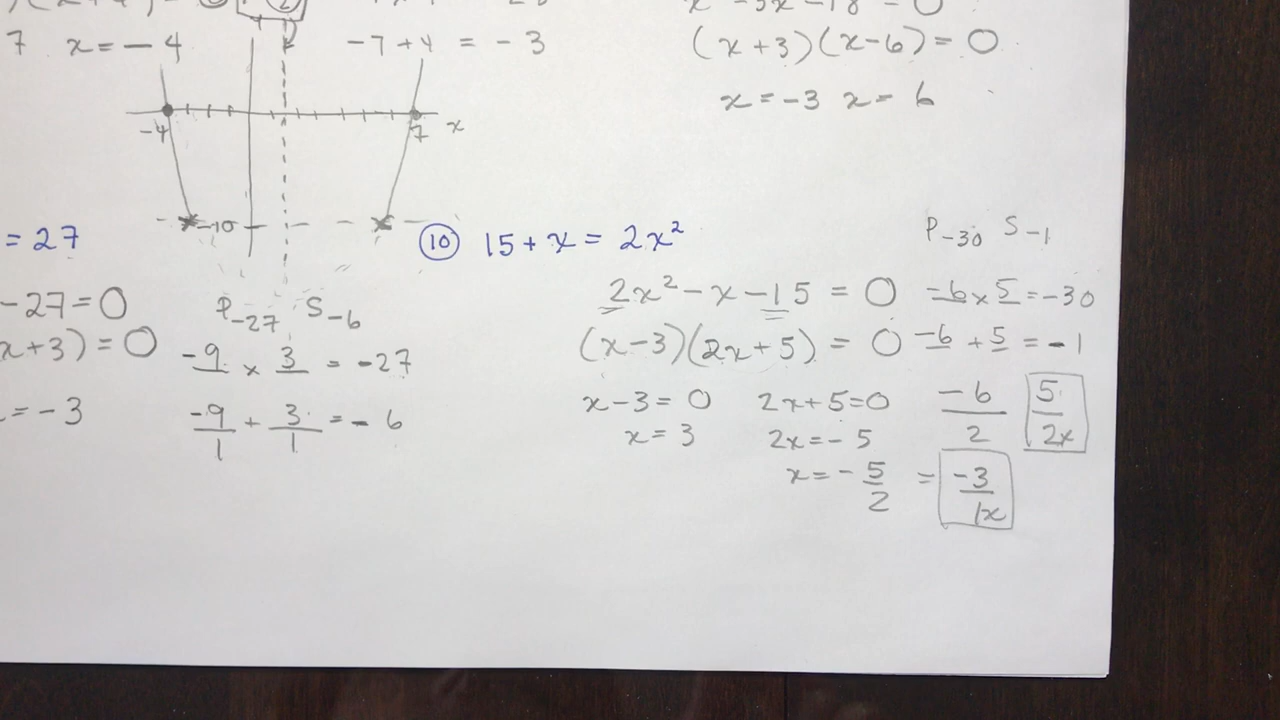 7 x = - 4
-7 + 4 = - 3
(x+3)(x-6) = 0
x = -3 x = 6
-4
7 x
-10
= 27
-27 = 0
x+3) = 0
= -3
P-27 S-6
-9 x 3 = -27
-9/1 + 3/1 = - 6
10 15 + x = 2x²
P-30 S-1
2x² - x - 15 = 0 -6 x 5 = -30
(x-3)(2x+5) = 0 -6 + 5 = -1
x - 3 = 0 2x + 5 = 0 -6/2 5/2x
x = 3 2x = - 5
x = - 5/2 = -3/1x